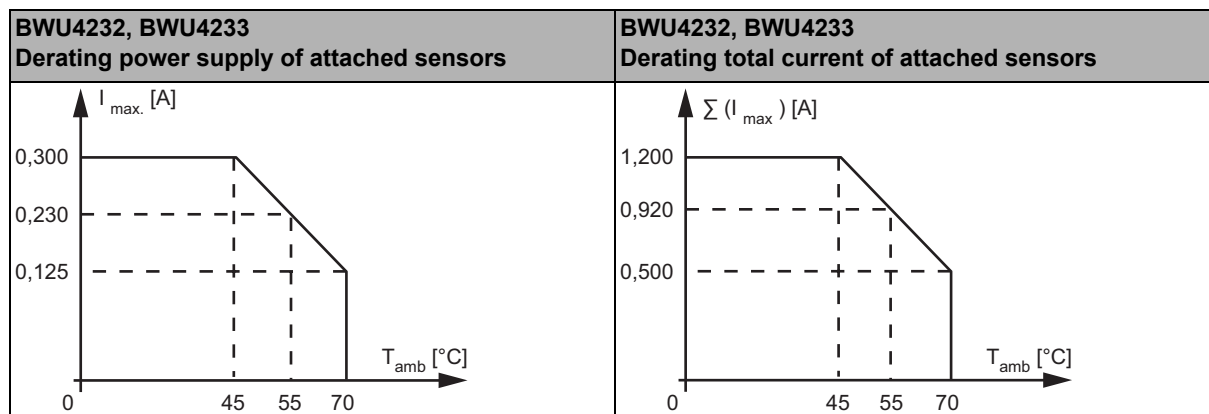 BWU4232, BWU4233
Derating power supply of attached sensors
I max. [A]
0,300
0,230
0,125
T amb [°C]
0 45 55 70
BWU4232, BWU4233
Derating total current of attached sensors
∑ (I max ) [A]
1,200
0,920
0,500
T amb [°C]
0 45 55 70